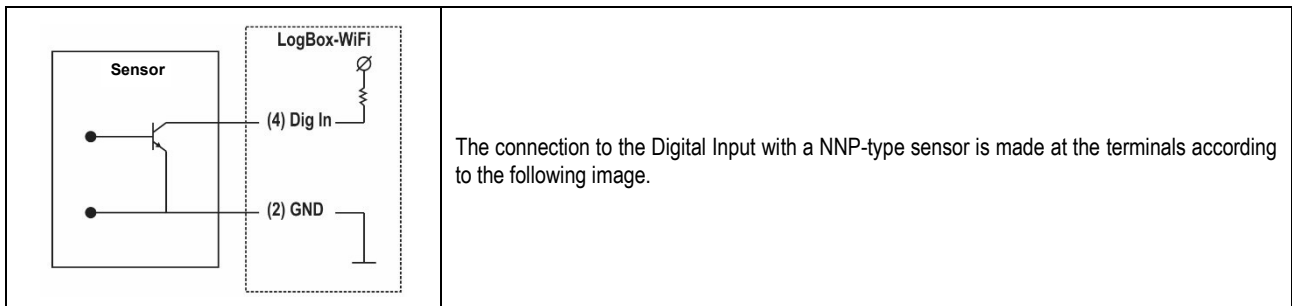 LogBox-WiFi
Sensor
(4) Dig In
(2) GND
The connection to the Digital Input with a NNP-type sensor is made at the terminals according
to the following image.